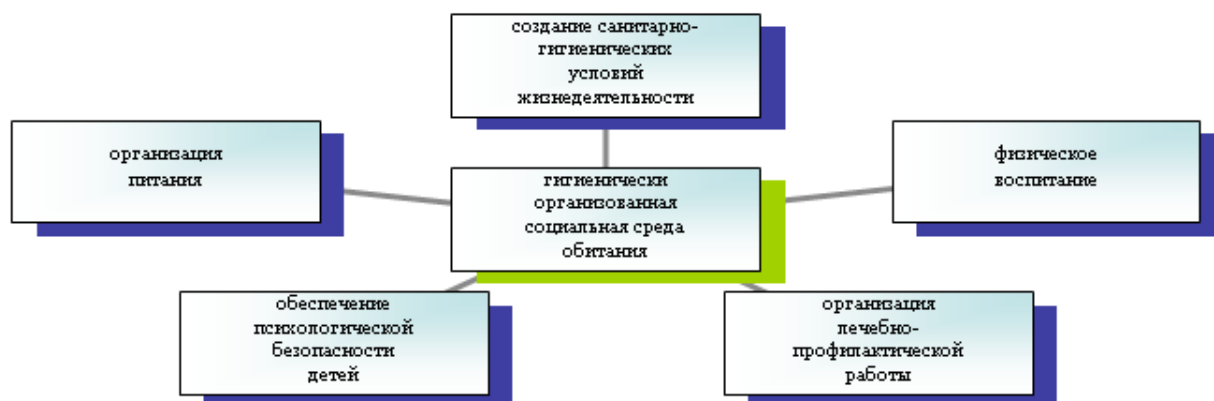 создание санитарно-
гигиенических
условий
жизнедеятельности
организация
питания
физическое
воспитание
гигиенически
организованная
социальная среда
обитания
обеспечение
психологической
безопасности
детей
организация
лечебно-
профилактической
работы